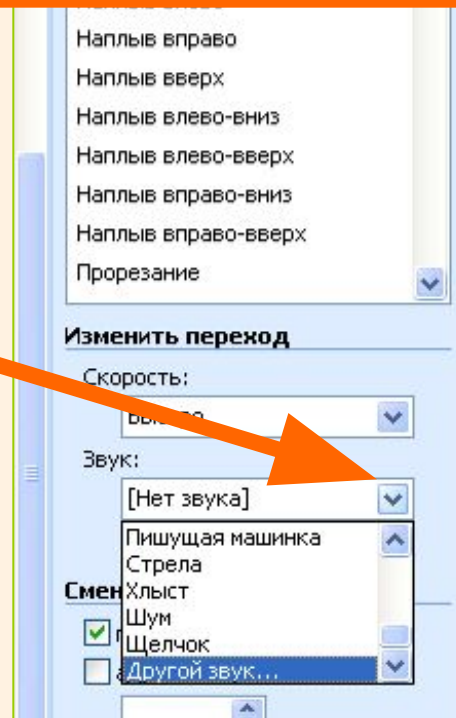 Наплыв вправо
Наплыв вверх
Наплыв влево-вниз
Наплыв влево-вверх
Наплыв вправо-вниз
Наплыв вправо-вверх
Прорезание
Изменить переход
Скорость:
Звук:
[Нет звука]
Пишущая машинка
Стрела
Хлыст
Шум
Щелчок
Другой звук...